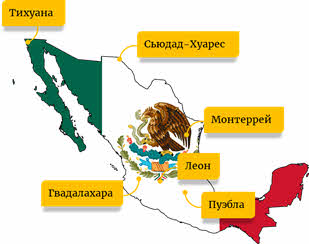 Тихуана
Сьюдад-Хуарес
Монтеррей
Леон
Гвадалахара
Пуэбла